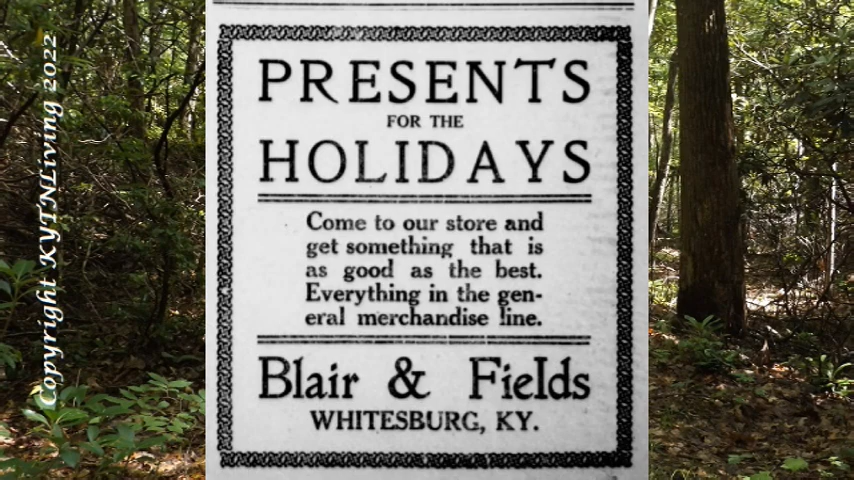 Copyright KYTNLiving 2022
PRESENTS
FOR THE
HOLIDAYS
Come to our store and
get something that is
as good as the best.
Everything in the gen-
eral merchandise line.
Blair & Fields
WHITESBURG, KY.